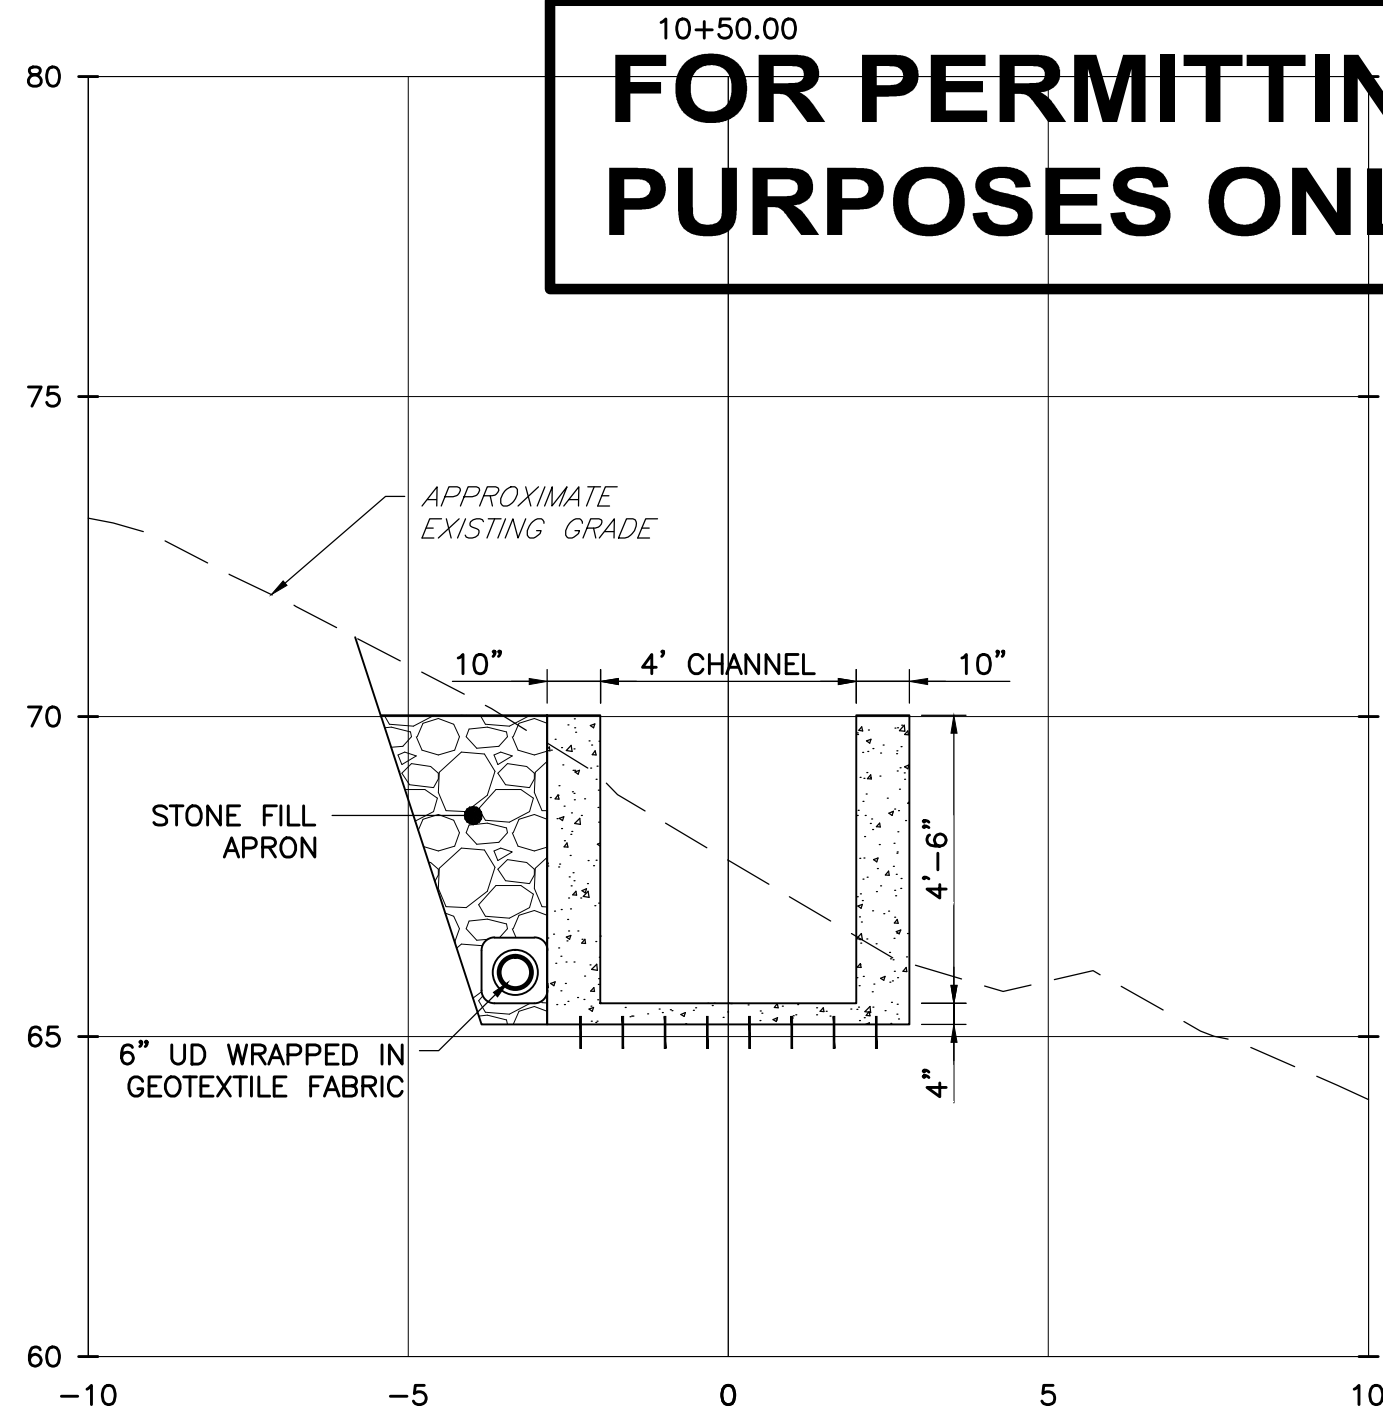 10+50.00
FOR PERMITTIN
PURPOSES ONL
80
75
APPROXIMATE
EXISTING GRADE
10" 4' CHANNEL 10"
70
STONE FILL
APRON
4'-6"
65
6" UD WRAPPED IN
GEOTEXTILE FABRIC
4"
60
-10 -5 0 5 10